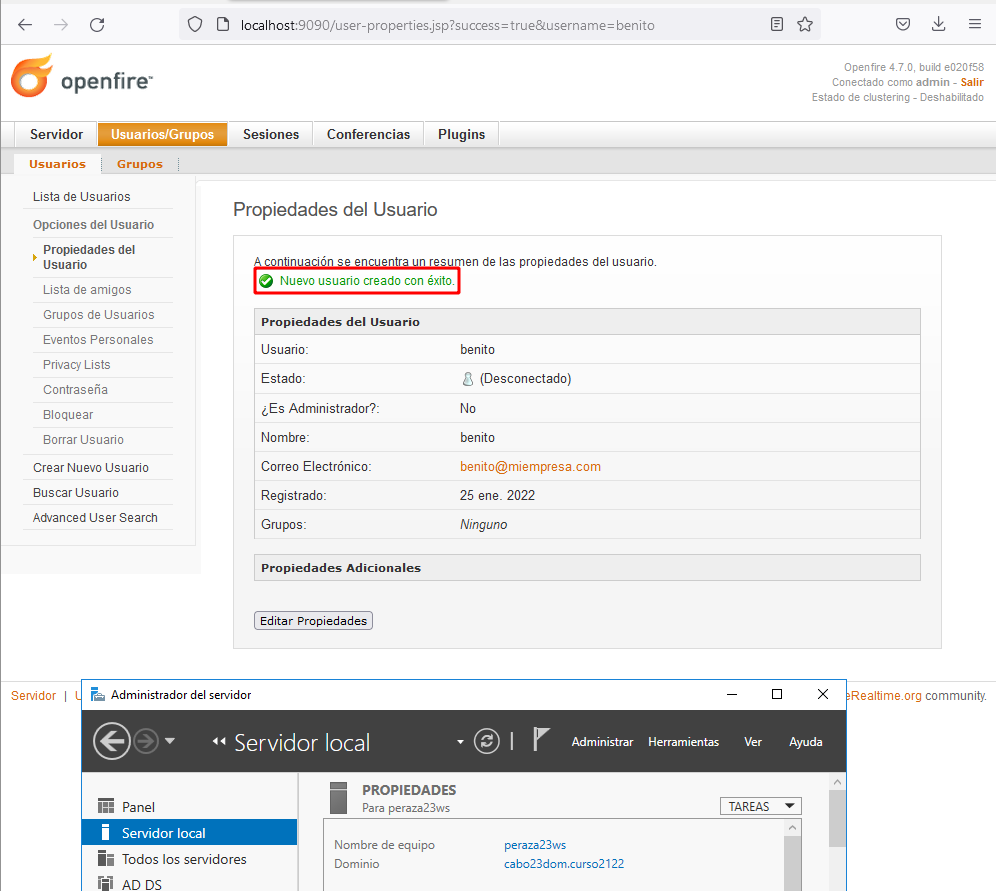 localhost:9090/user-properties.jsp?success=true&username=benito
openfire™
Openfire 4.7.0, build e020f58
Conectado como admin - Salir
Estado de clustering - Deshabilitado
Servidor Usuarios/Grupos Sesiones Conferencias Plugins
Usuarios Grupos
Lista de Usuarios
Opciones del Usuario
Propiedades del
Usuario
Lista de amigos
Grupos de Usuarios
Eventos Personales
Privacy Lists
Contraseña
Bloquear
Borrar Usuario
Crear Nuevo Usuario
Buscar Usuario
Advanced User Search
Propiedades del Usuario
A continuación se encuentra un resumen de las propiedades del usuario.
Nuevo usuario creado con éxito.
Propiedades del Usuario
Usuario: benito
Estado: (Desconectado)
¿Es Administrador?: No
Nombre: benito
Correo Electrónico: benito@miempresa.com
Registrado: 25 ene. 2022
Grupos: Ninguno
Propiedades Adicionales
Editar Propiedades
Servidor | eRealtime.org community.
Administrador del servidor
Servidor local
Administrar Herramientas Ver Ayuda
Panel
Servidor local
Todos los servidores
AD DS
PROPIEDADES
Para peraza23ws
TAREAS
Nombre de equipo peraza23ws
Dominio cabo23dom.curso2122